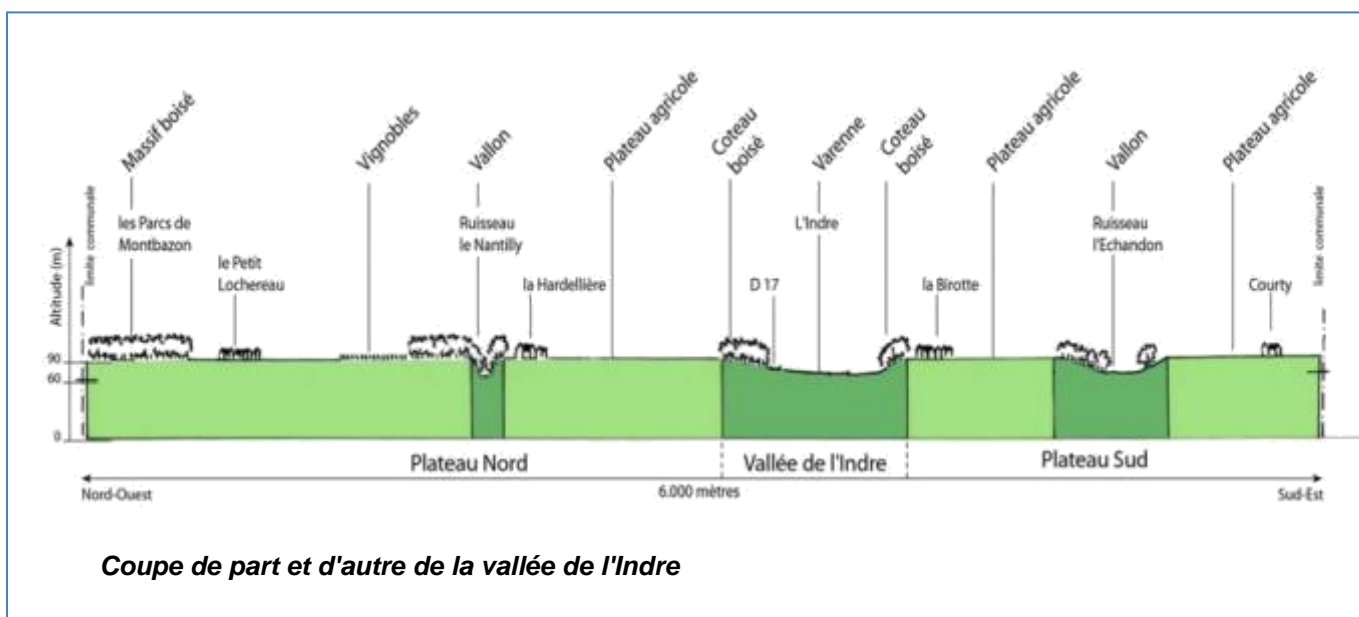 Massif boisé
Vignobles
Vallon
Plateau agricole
Coteau
boisé
Varenne
Coteau
boisé
Plateau agricole
Vallon
Plateau agricole
limite communale
les Parcs de
Montbazon
le Petit
Lochereau
Ruisseau
le Nantilly
la Hardellière
D 17
L'Indre
la Birotte
Ruisseau
l'Echandon
Courty
limite communale
Altitude (m)
90
60
0
Plateau Nord
Vallée de l'Indre
Plateau Sud
Nord-Ouest
6.000 mètres
Sud-Est
Coupe de part et d'autre de la vallée de l'Indre